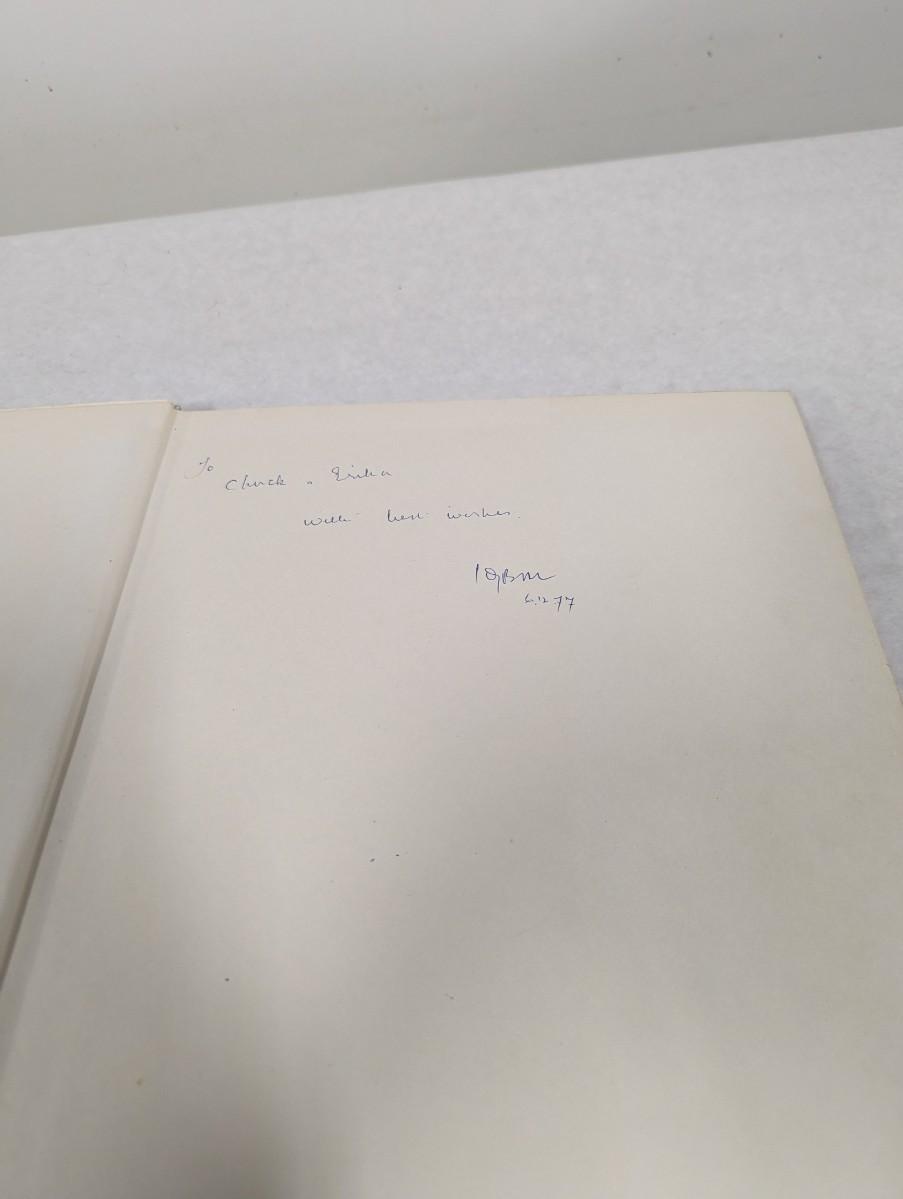 To
Chuck & Erika
with best wishes.
6.12.77